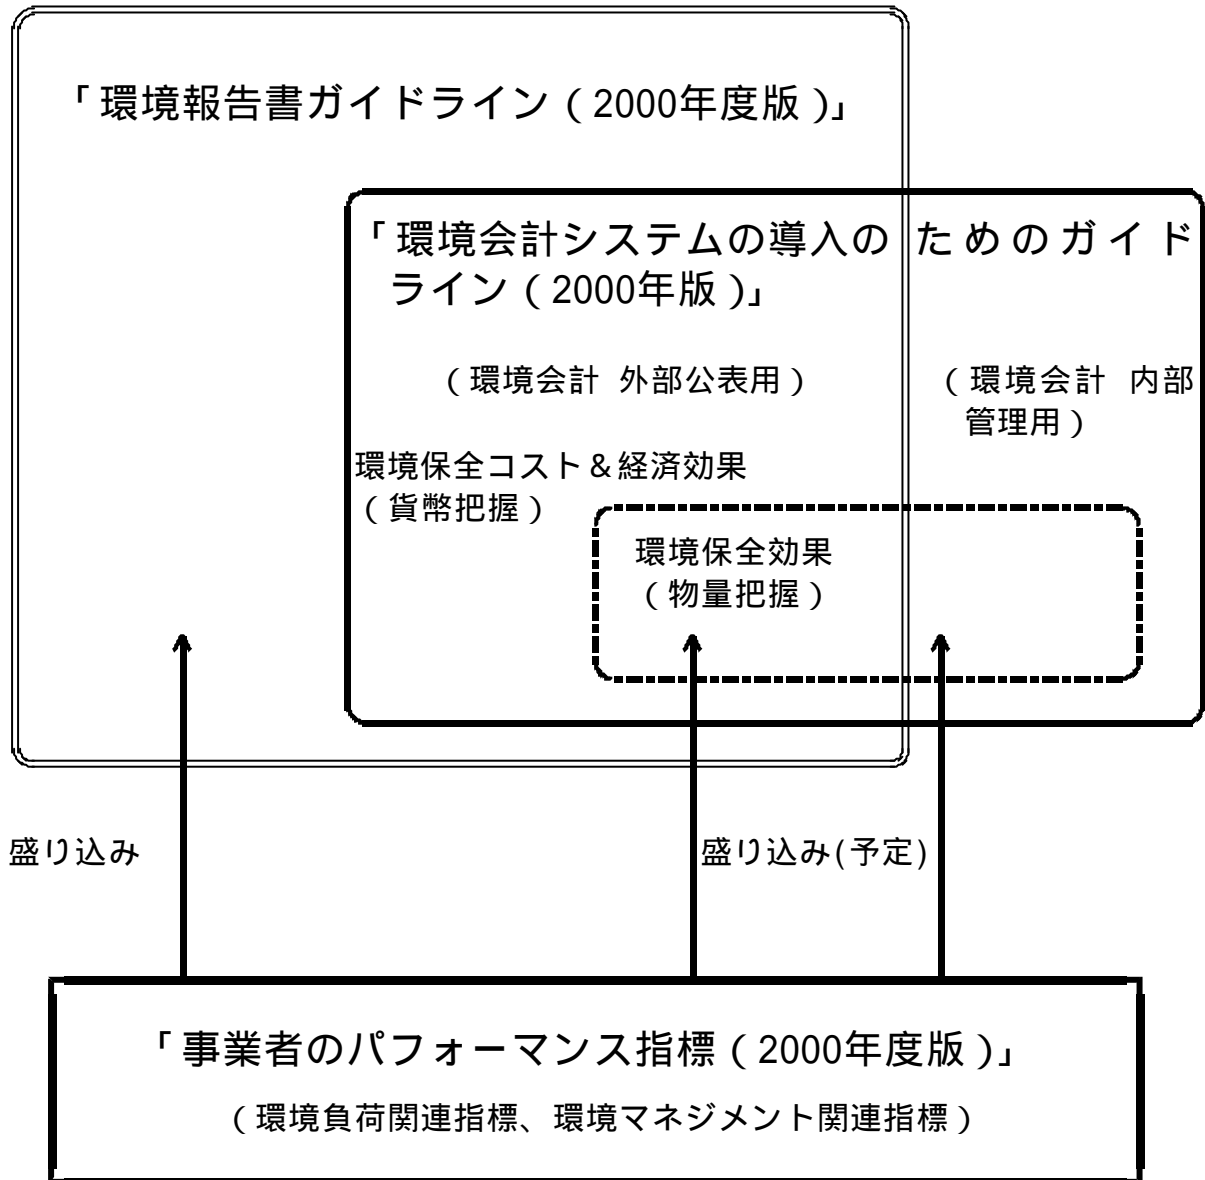 「環境報告書ガイドライン（2000年度版）」
「環境会計システムの導入の ためのガイド
ライン（2000年版）」
（環境会計 外部公表用）
（環境会計 内部
管理用）
環境保全コスト＆経済効果
（貨幣把握）
環境保全効果
（物量把握）
盛り込み
盛り込み(予定)
「事業者のパフォーマンス指標（2000年度版）」
（環境負荷関連指標、環境マネジメント関連指標）